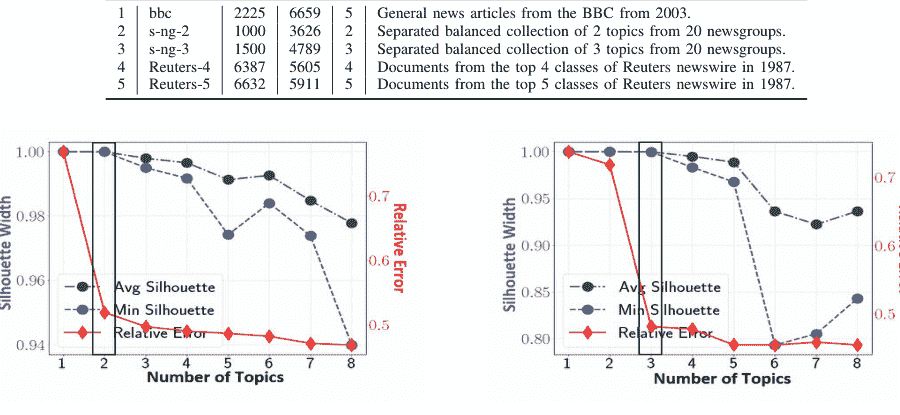 1 bbc 2225 6659 5 General news articles from the BBC from 2003.
2 s-ng-2 1000 3626 2 Separated balanced collection of 2 topics from 20 newsgroups.
3 s-ng-3 1500 4789 3 Separated balanced collection of 3 topics from 20 newsgroups.
4 Reuters-4 6387 5605 4 Documents from the top 4 classes of Reuters newswire in 1987.
5 Reuters-5 6632 5911 5 Documents from the top 5 classes of Reuters newswire in 1987.
Silhouette Width
1.00
0.98
0.96
0.94
Avg Silhouette
Min Silhouette
Relative Error
0.7
0.6
0.5
Relative Error
1 2 3 4 5 6 7 8
Number of Topics
Silhouette Width
1.00
0.95
0.90
0.85
0.80
Avg Silhouette
Min Silhouette
Relative Error
0.7
0.6
0.5
1 2 3 4 5 6 7 8
Number of Topics